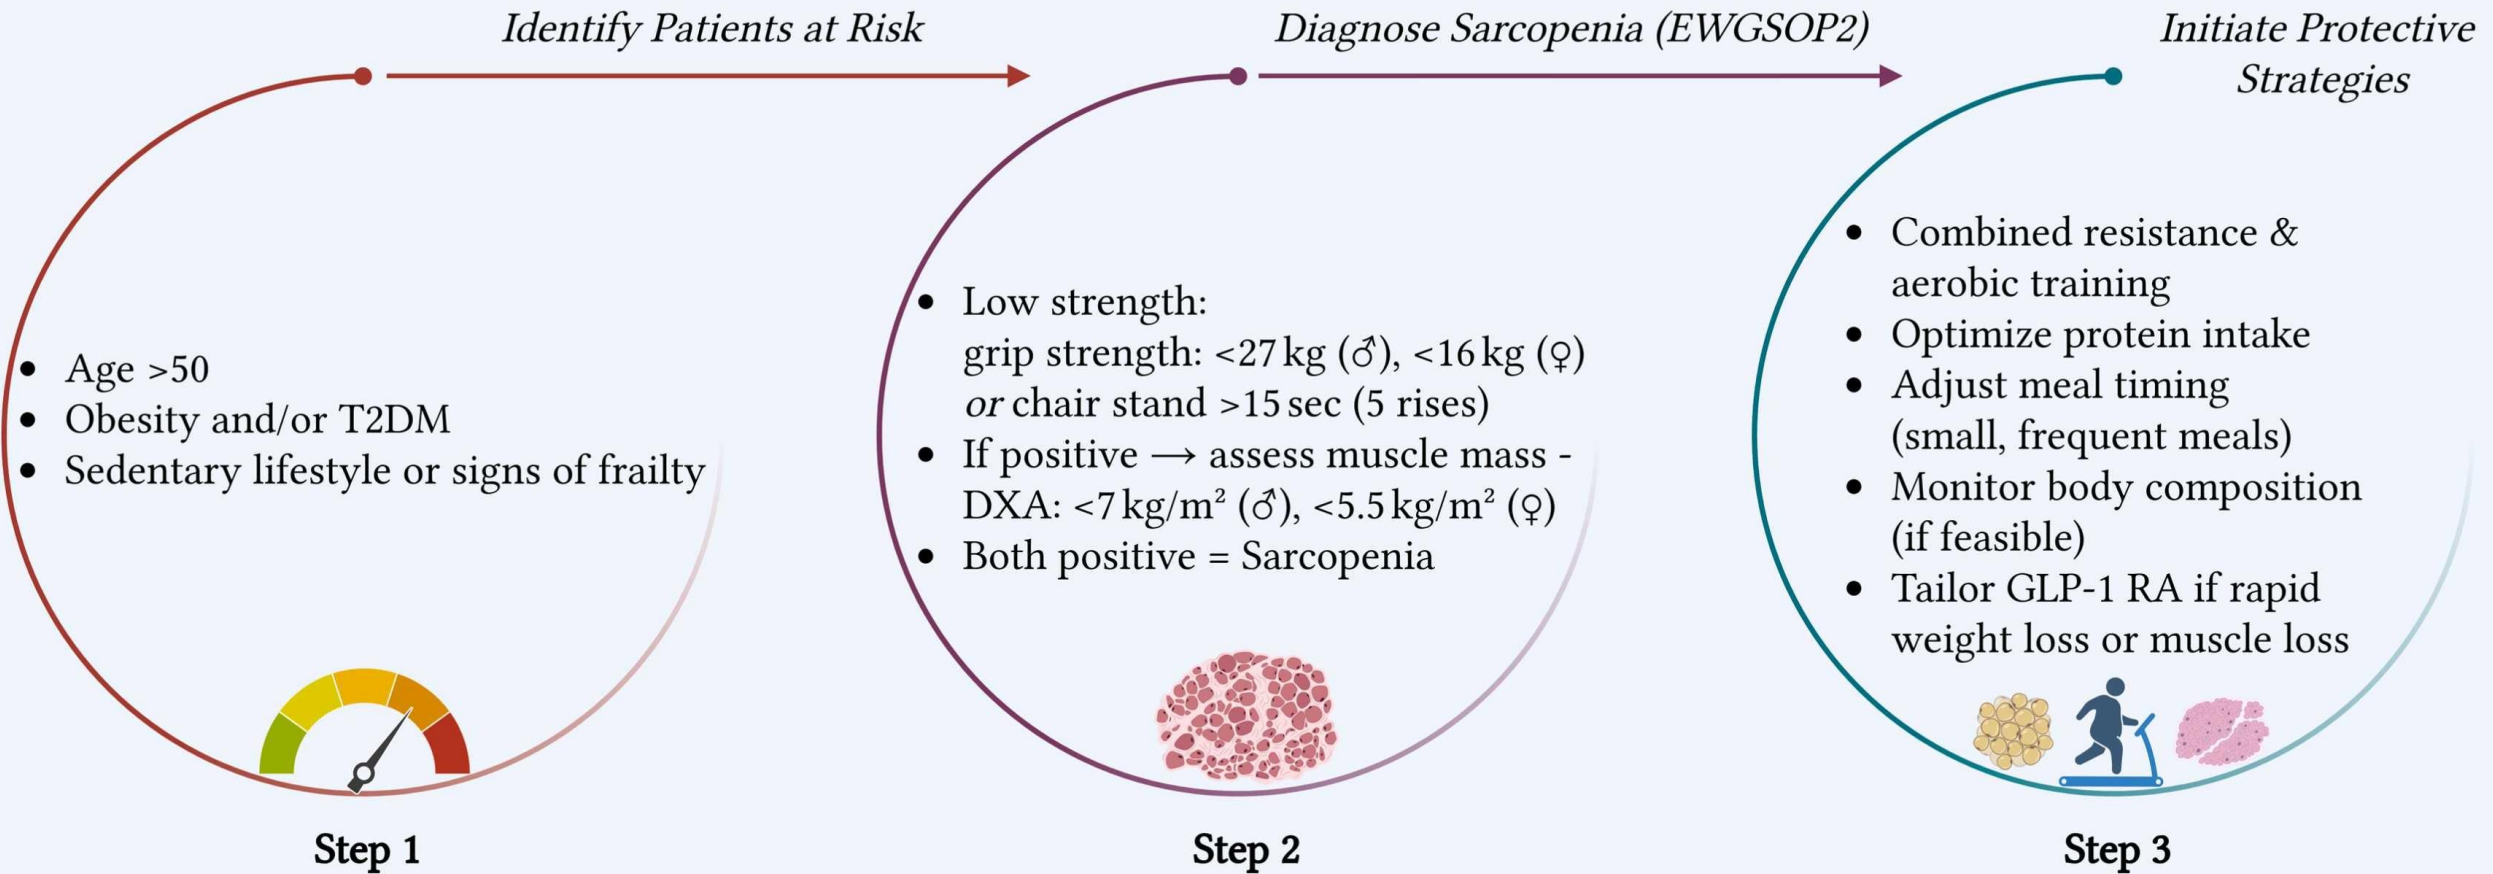 Identify Patients at Risk
Diagnose Sarcopenia (EWGSOP2)
Initiate Protective
Strategies
• Age >50
• Obesity and/or T2DM
• Sedentary lifestyle or signs of frailty
Step 1
• Low strength:
grip strength: <27 kg (♂), <16 kg (♀)
or chair stand >15 sec (5 rises)
• If positive → assess muscle mass -
DXA: <7 kg/m² (♂), <5.5 kg/m² (♀)
• Both positive = Sarcopenia
Step 2
• Combined resistance &
aerobic training
• Optimize protein intake
• Adjust meal timing
(small, frequent meals)
• Monitor body composition
(if feasible)
• Tailor GLP-1 RA if rapid
weight loss or muscle loss
Step 3